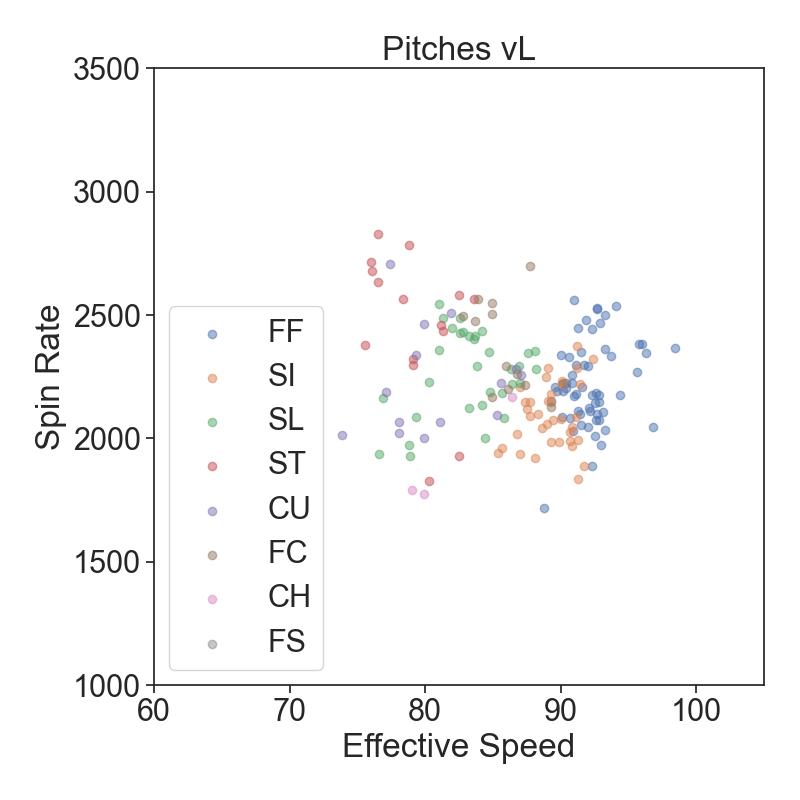 Pitches vL
3500
3000
2500
2000
1500
1000
Spin Rate
FF
SI
SL
ST
CU
FC
CH
FS
60 70 80 90 100
Effective Speed